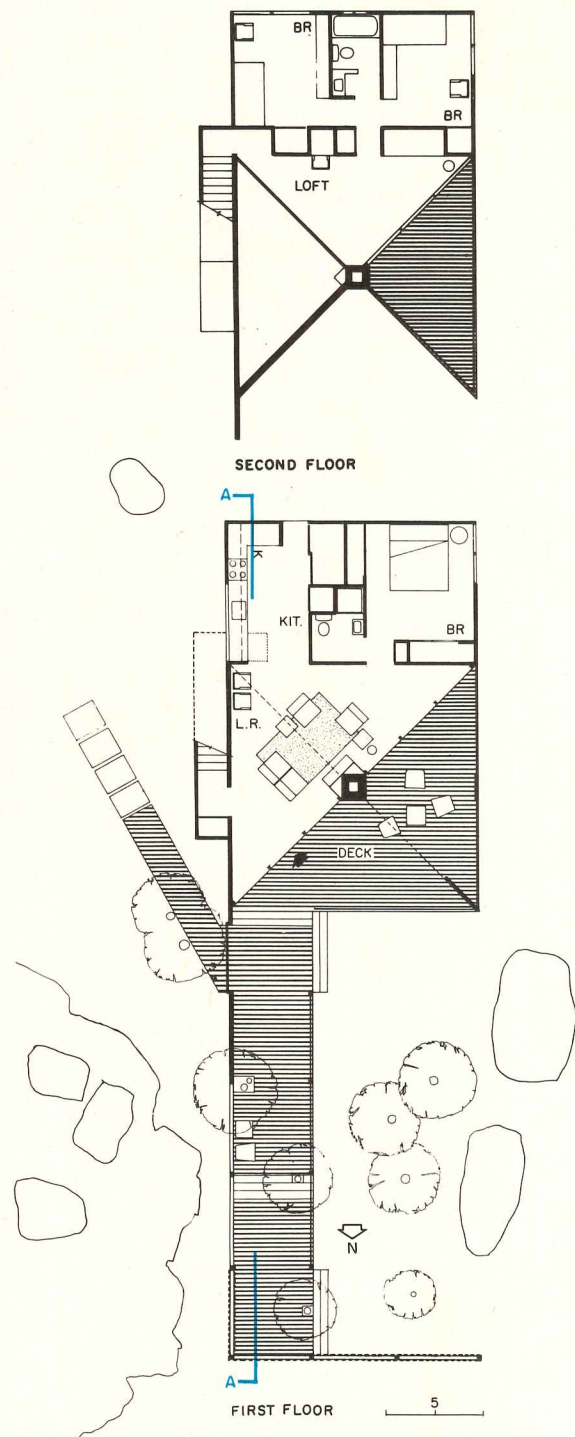 BR
BR
LOFT
SECOND FLOOR
A
K
KIT.
BR
L.R.
DECK
N
A
FIRST FLOOR
5